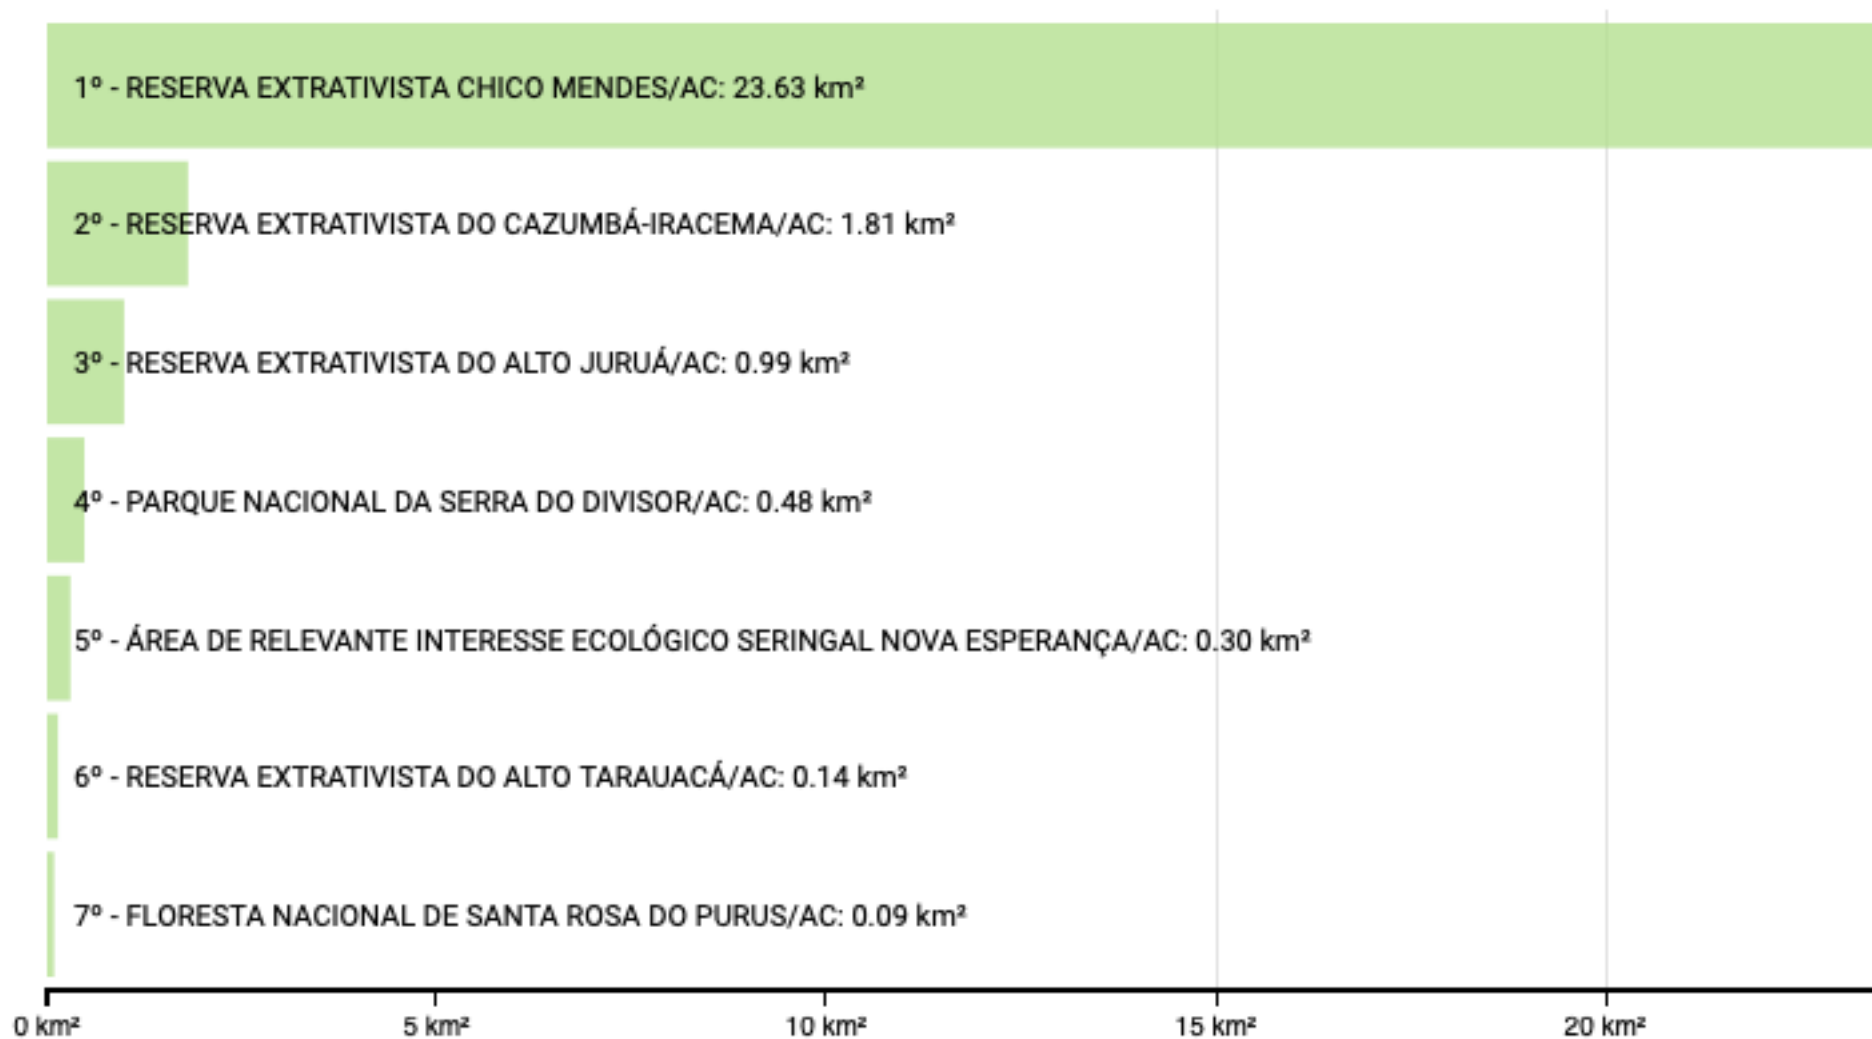 1º - RESERVA EXTRATIVISTA CHICO MENDES/AC: 23.63 km²
2º - RESERVA EXTRATIVISTA DO CAZUMBÁ-IRACEMA/AC: 1.81 km²
3º - RESERVA EXTRATIVISTA DO ALTO JURUÁ/AC: 0.99 km²
4º - PARQUE NACIONAL DA SERRA DO DIVISOR/AC: 0.48 km²
5º - ÁREA DE RELEVANTE INTERESSE ECOLÓGICO SERINGAL NOVA ESPERANÇA/AC: 0.30 km²
6º - RESERVA EXTRATIVISTA DO ALTO TARAUACÁ/AC: 0.14 km²
7º - FLORESTA NACIONAL DE SANTA ROSA DO PURUS/AC: 0.09 km²
0 km² 5 km² 10 km² 15 km² 20 km²